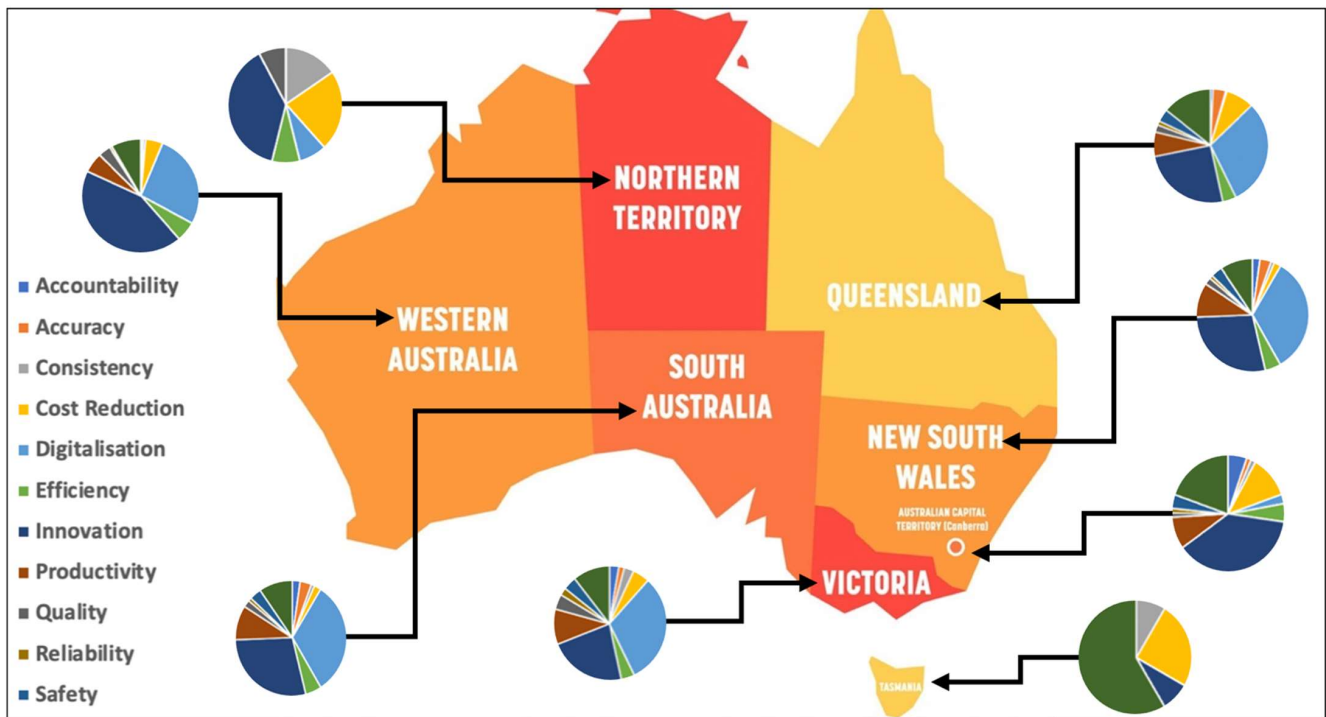 NORTHERN
TERRITORY
QUEENSLAND
WESTERN
AUSTRALIA
SOUTH
AUSTRALIA
NEW SOUTH
WALES
AUSTRALIAN CAPITAL
TERRITORY (Canberra)
VICTORIA
TASMANIA
Accountability
Accuracy
Consistency
Cost Reduction
Digitalisation
Efficiency
Innovation
Productivity
Quality
Reliability
Safety